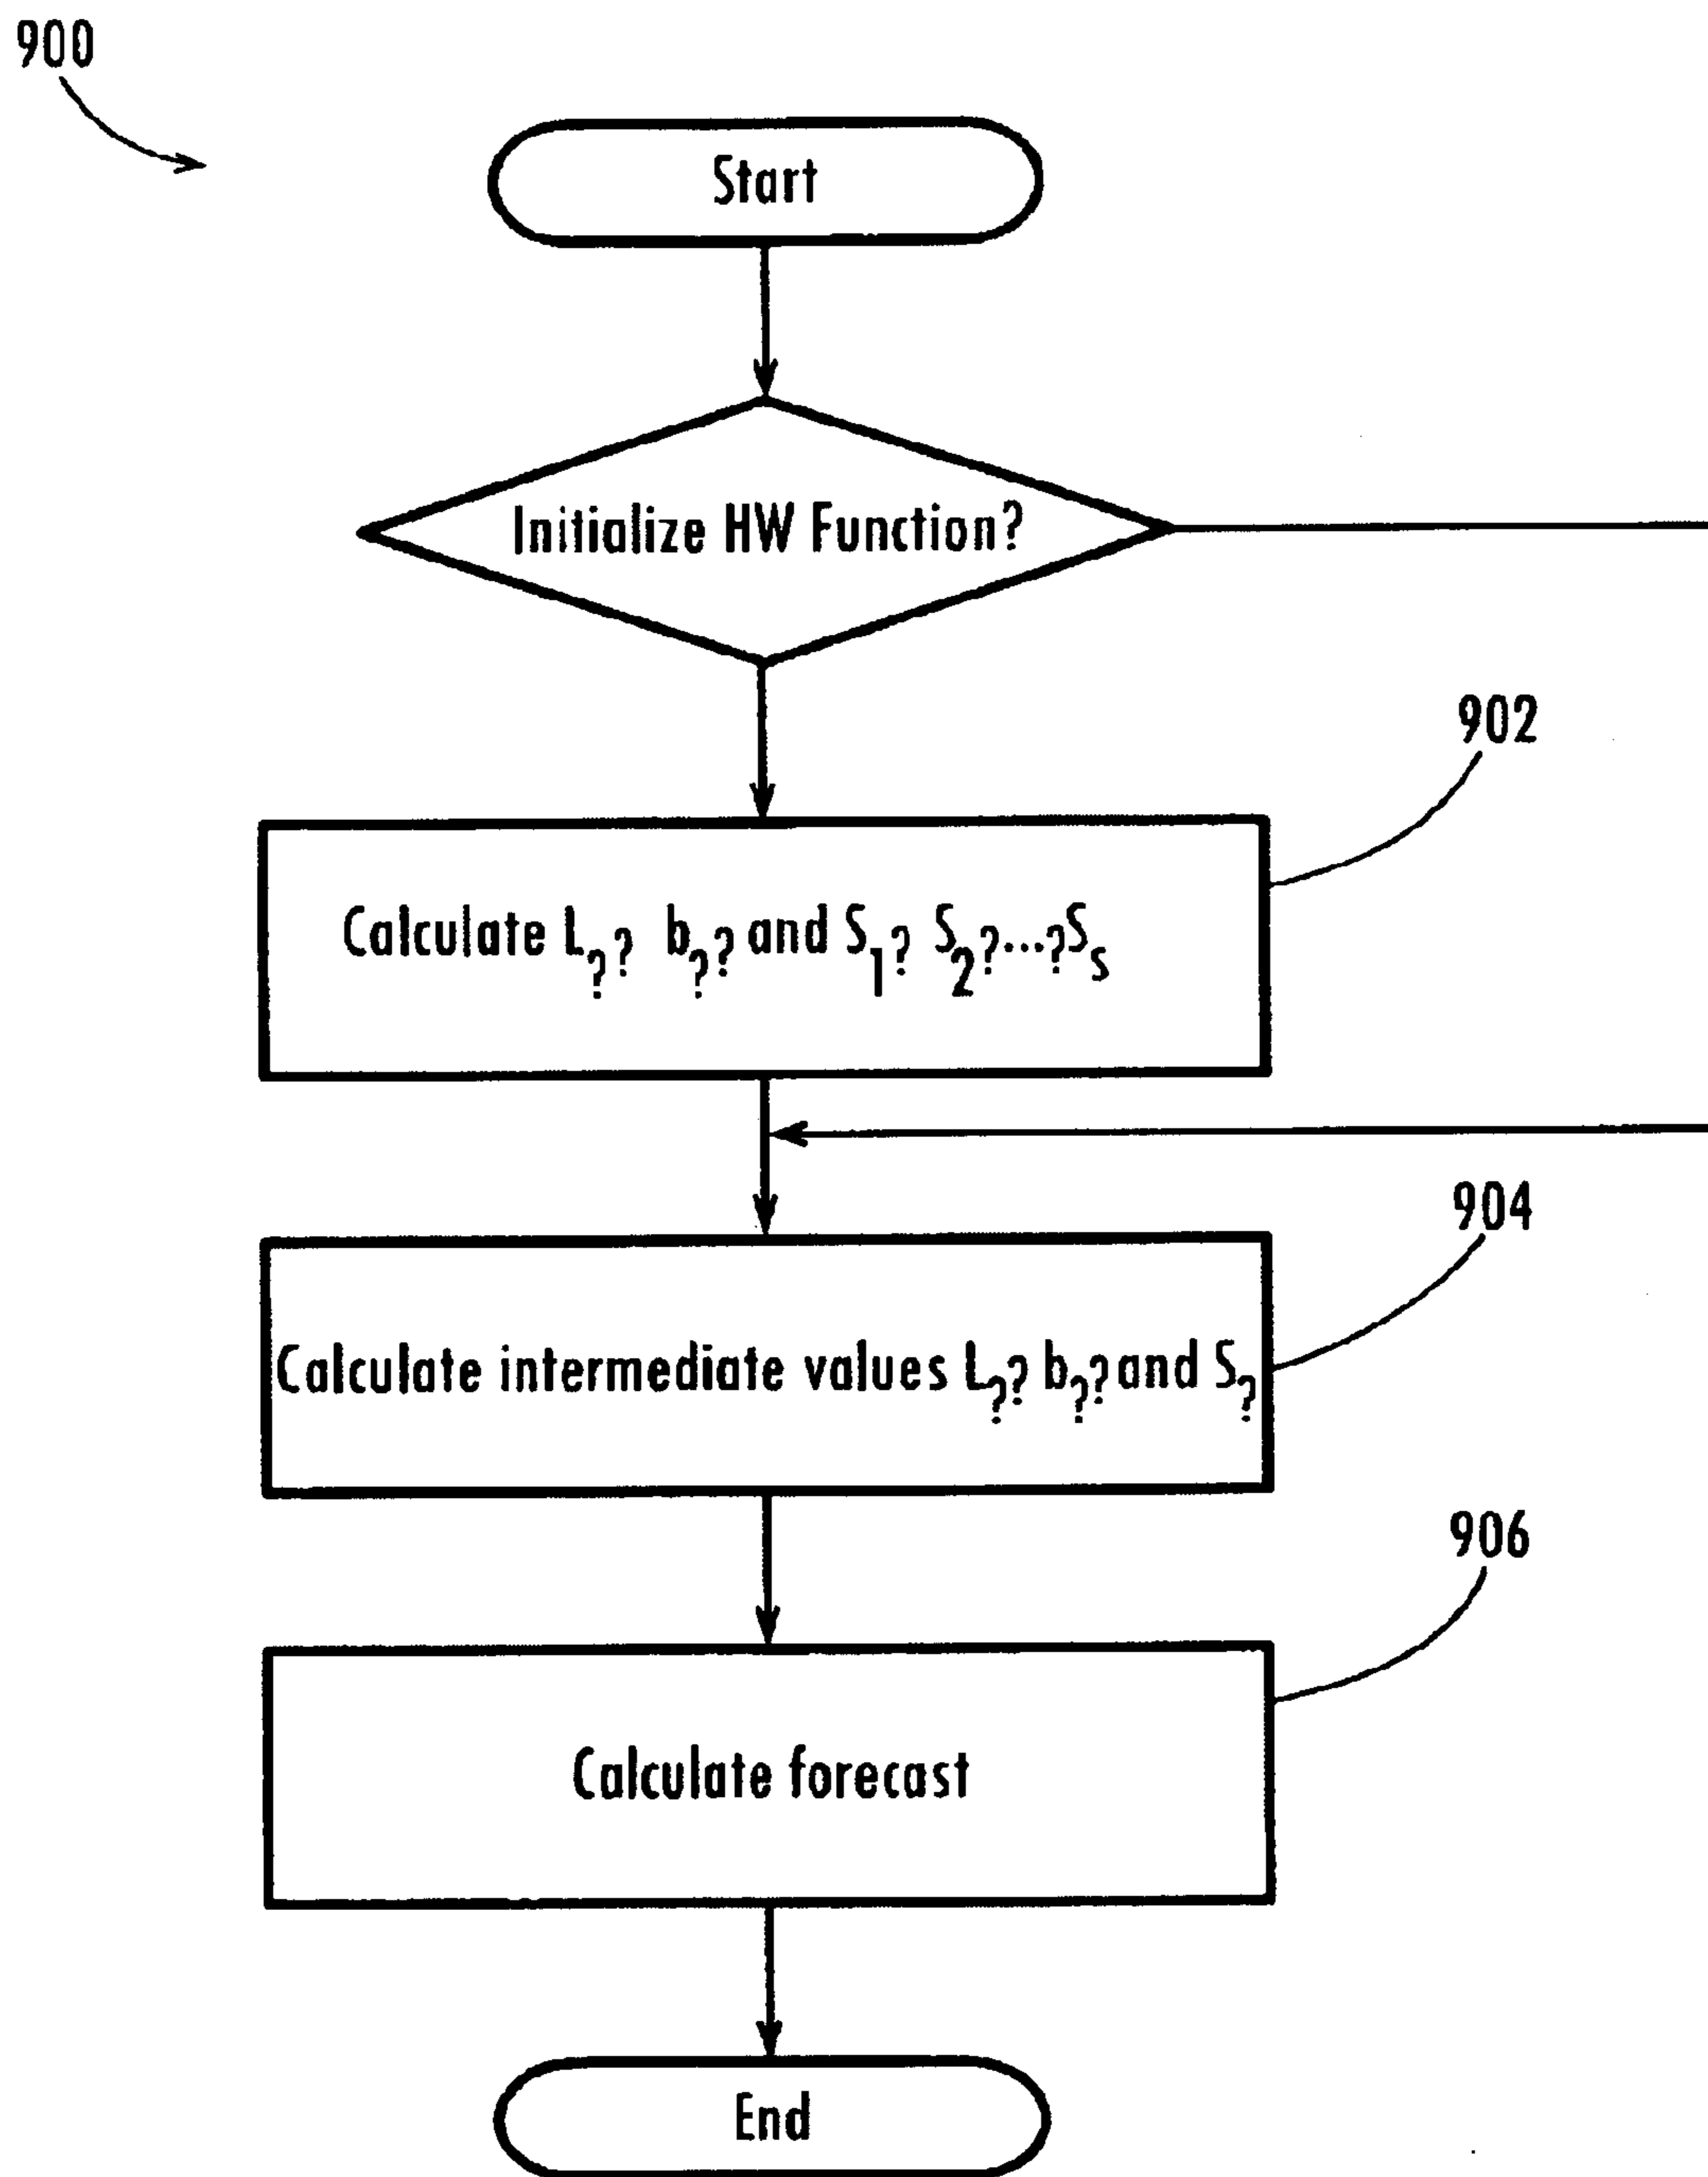 900
Start
Initialize HW Function?
902
Calculate L?? b?? and S1? S2?...?Ss
904
Calculate intermediate values L?? b?? and S?
906
Calculate forecast
End